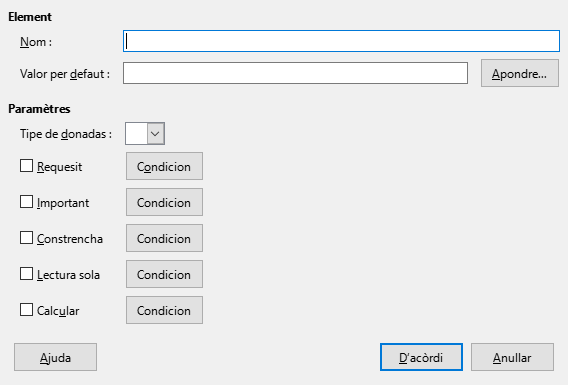 Element
Nom :
Valor per defaut :
Apondre...
Paramètres
Tipe de donadas :
Requesit
Condicion
Important
Condicion
Constrencha
Condicion
Lectura sola
Condicion
Calcular
Condicion
Ajuda
D'acòrdi
Anullar